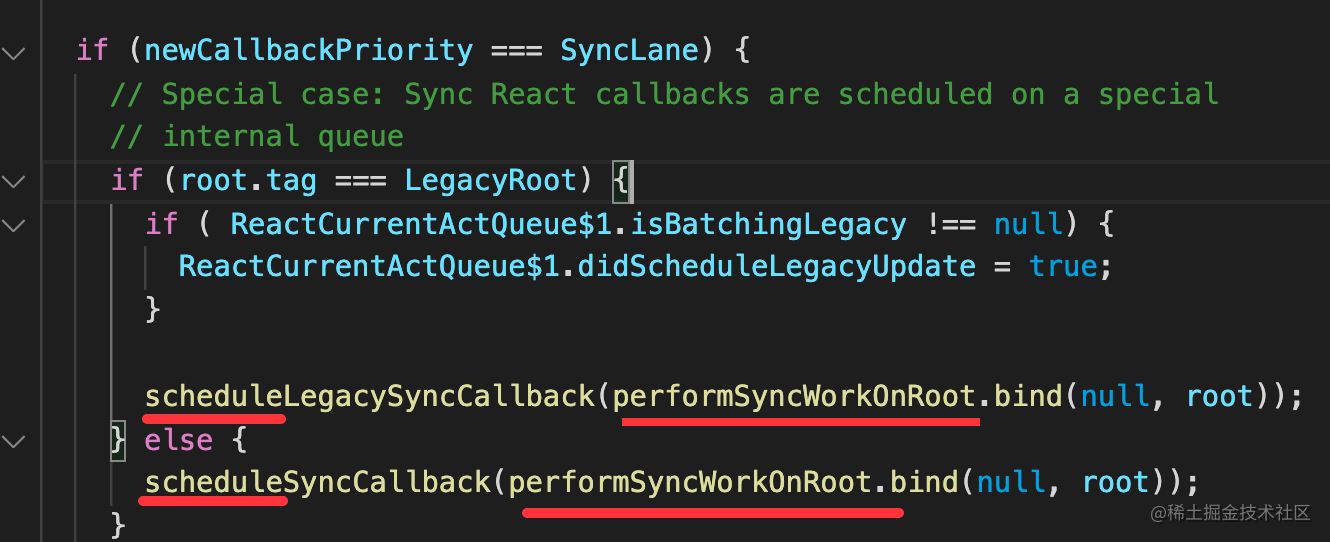 if (newCallbackPriority === SyncLane) {
// Special case: Sync React callbacks are scheduled on a special
// internal queue
if (root.tag === LegacyRoot) {
if ( ReactCurrentActQueue$1.isBatchingLegacy !== null) {
ReactCurrentActQueue$1.didScheduleLegacyUpdate = true;
}
scheduleLegacySyncCallback(performSyncWorkOnRoot.bind(null, root));
} else {
scheduleSyncCallback(performSyncWorkOnRoot.bind(null, root));
}
@稀土掘金技术社区